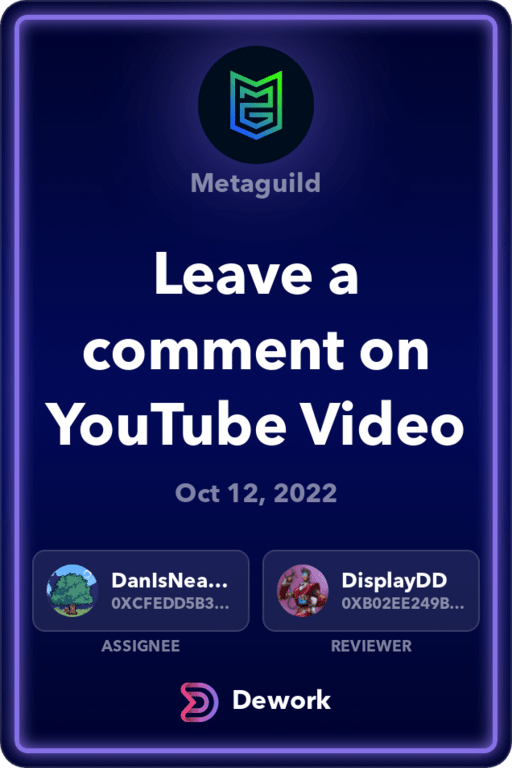 Metaguild
Leave a
comment on
YouTube Video
Oct 12, 2022
DanIsNea...
0XCFEDD5B3...
ASSIGNEE
DisplayDD
0XB02EE249B...
REVIEWER
Dework